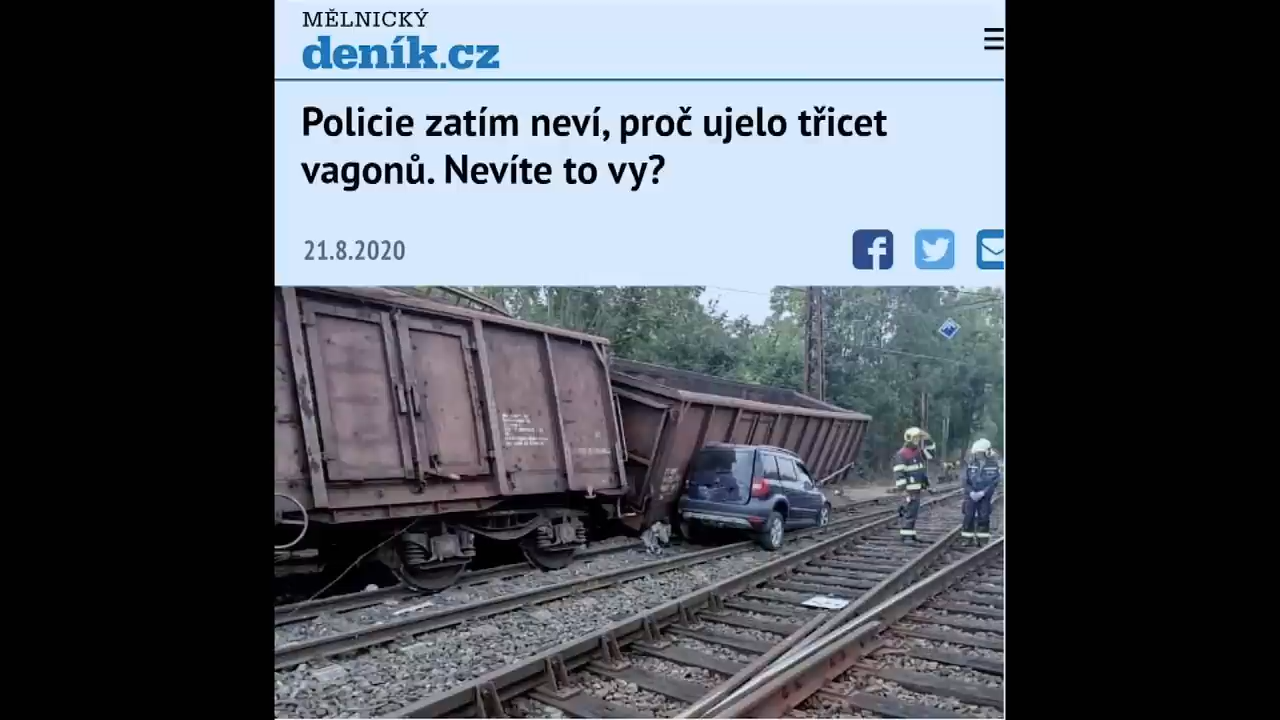 MĚLNICKÝ
deník.cz
Policie zatím neví, proč ujelo třicet
vagonů. Nevíte to vy?
21.8.2020